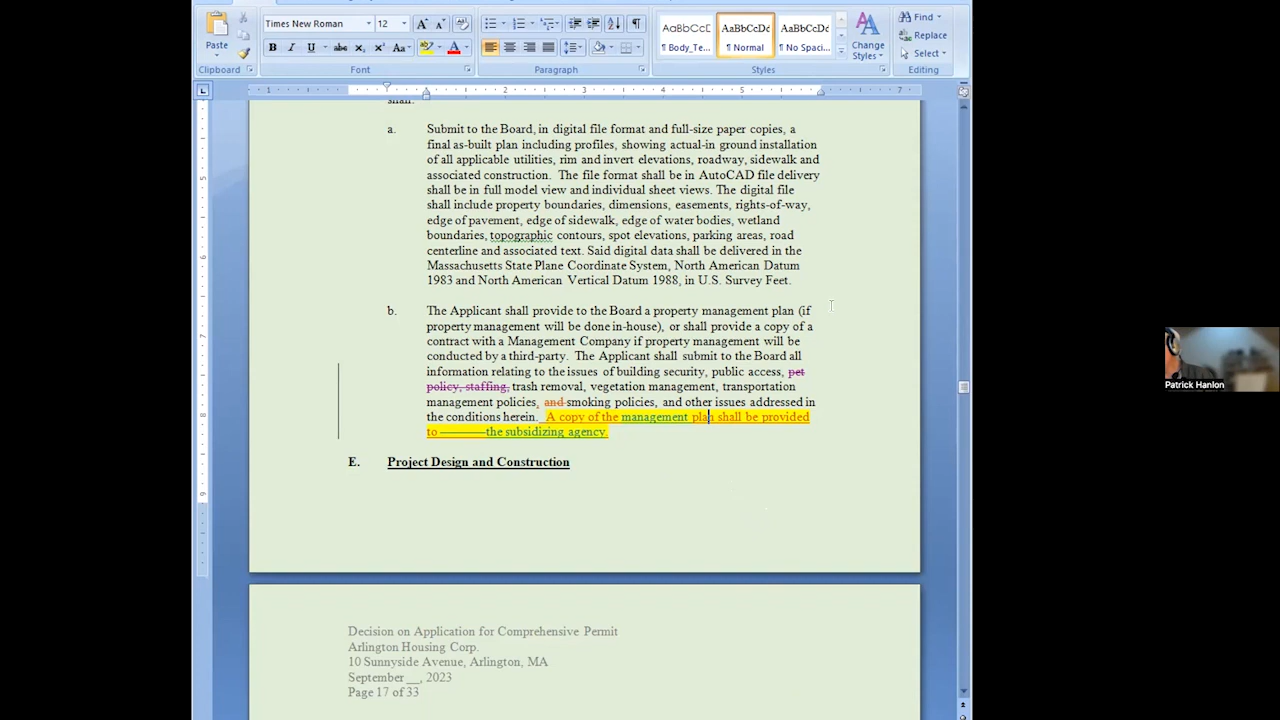 Times New Roman
12
Paste
Clipboard
Font
Paragraph
AaBbCcD
¶ Body_Te...
AaBbCcDd
¶ Normal
AaBbCcDd
¶ No Spaci...
Change
Styles
Styles
Find
Replace
Select
Editing
shall:
a. Submit to the Board, in digital file format and full-size paper copies, a
final as-built plan including profiles, showing actual-in ground installation
of all applicable utilities, rim and invert elevations, roadway, sidewalk and
associated construction. The file format shall be in AutoCAD file delivery
shall be in full model view and individual sheet views. The digital file
shall include property boundaries, dimensions, easements, rights-of-way,
edge of pavement, edge of sidewalk, edge of water bodies, wetland
boundaries, topographic contours, spot elevations, parking areas, road
centerline and associated text. Said digital data shall be delivered in the
Massachusetts State Plane Coordinate System, North American Datum
1983 and North American Vertical Datum 1988, in U.S. Survey Feet.
b. The Applicant shall provide to the Board a property management plan (if
property management will be done in-house), or shall provide a copy of a
contract with a Management Company if property management will be
conducted by a third-party. The Applicant shall submit to the Board all
information relating to the issues of building security, public access, pet
policy, staffing, trash removal, vegetation management, transportation
management policies, and smoking policies, and other issues addressed in
the conditions herein. A copy of the management plan shall be provided
to ———— the subsidizing agency.
E. Project Design and Construction
Decision on Application for Comprehensive Permit
Arlington Housing Corp.
10 Sunnyside Avenue, Arlington, MA
September __, 2023
Page 17 of 33
Patrick Hanlon